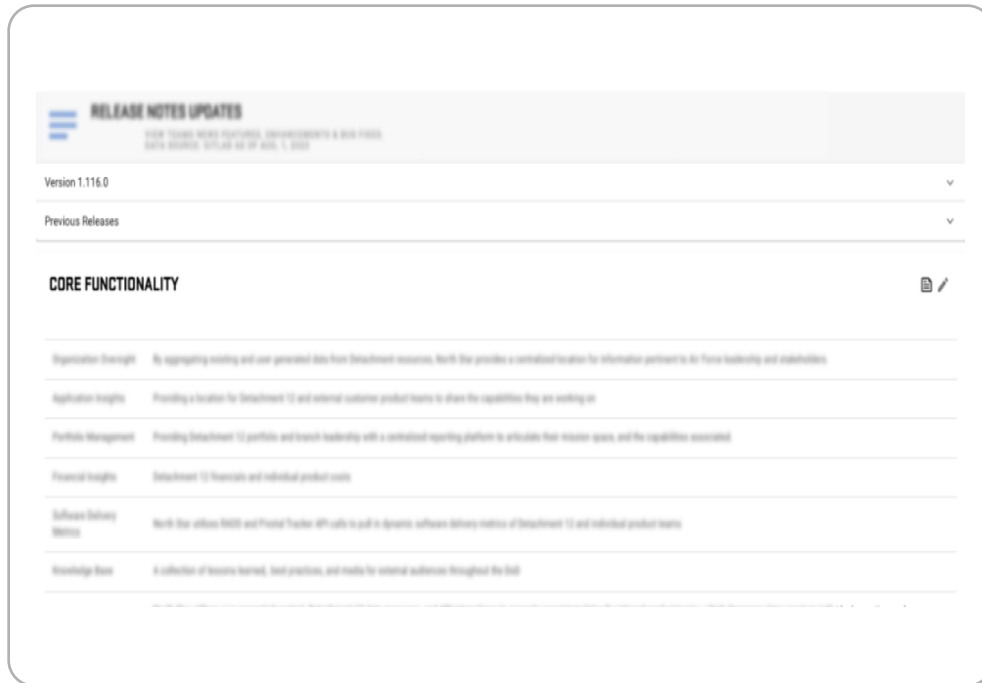 RELEASE NOTES UPDATES
Version 1.116.0
Previous Releases
CORE FUNCTIONALITY
Organization Oversight By aggregating existing and user generated data from Detachment resources, North Star provides a centralized location for information pertinent to Air Force leadership and stakeholders
Application Insights Providing a location for Detachment 12 and external customer product teams to share the capabilities they are working on
Portfolio Management Providing Detachment 12 portfolio and branch leadership with a centralized reporting platform to articulate their mission space, and the capabilities associated.
Financial Insights Detachment 12 financials and individual product costs
Software Delivery
Metrics
North Star utilizes and Pivotal Tracker API calls to pull in dynamic software delivery metrics of Detachment 12 and individual product teams
Knowledge Base A collection of lessons learned, best practices, and media for external audiences throughout the DoD